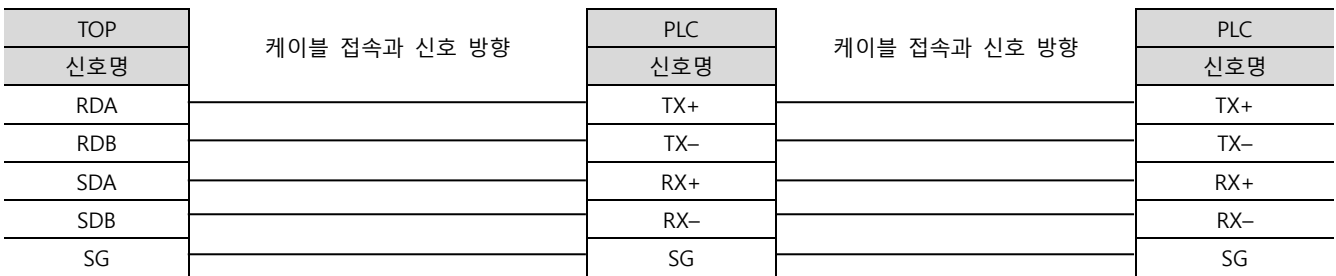 TOP 케이블 접속과 신호 방향 PLC 케이블 접속과 신호 방향 PLC
신호명 신호명 신호명
RDA TX+ TX+
RDB TX– TX–
SDA RX+ RX+
SDB RX– RX–
SG SG SG